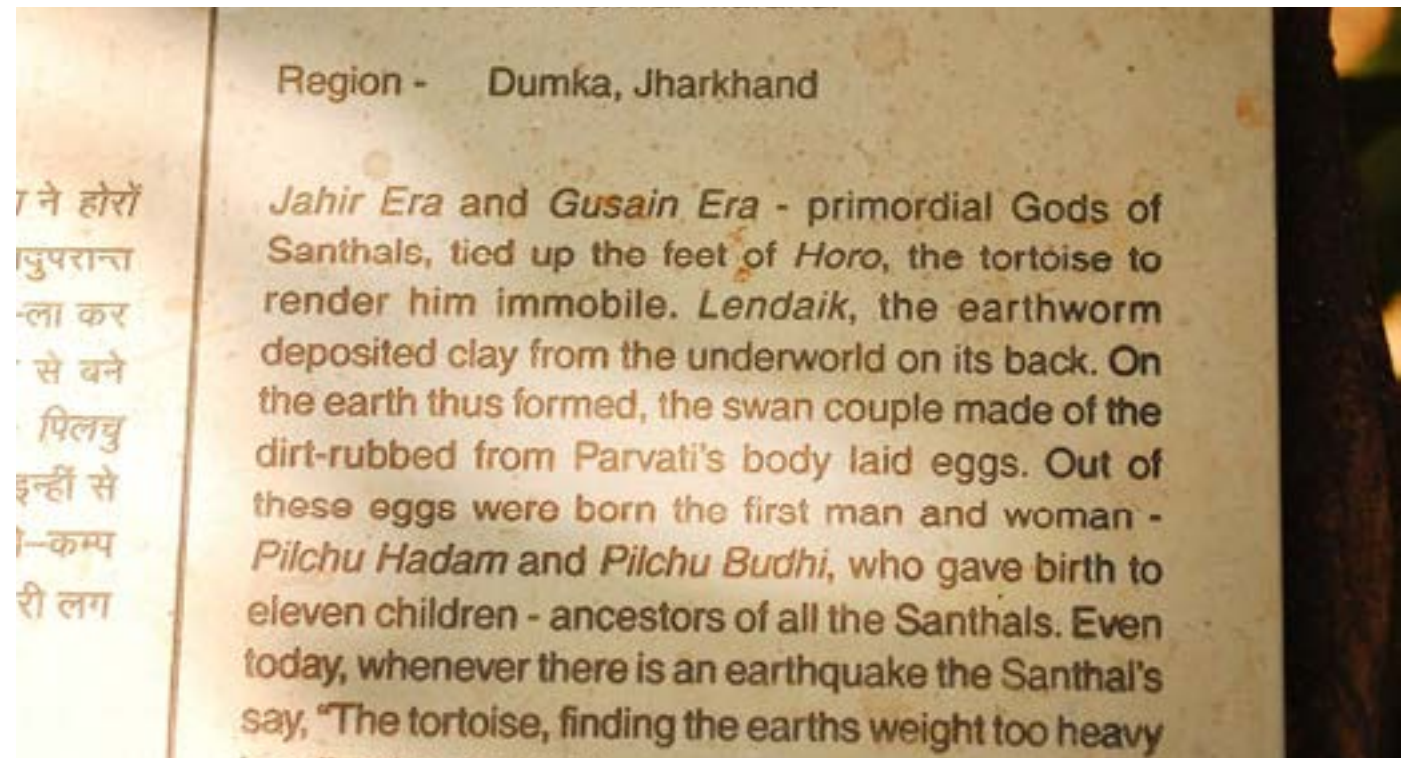 ने होरों
ला कर
से बने
पिलचु
इन्हीं से
कम्प
री लग
Region - Dumka, Jharkhand
Jahir Era and Gusain Era - primordial Gods of
Santhals, tied up the feet of Horo, the tortoise to
render him immobile. Lendaik, the earthworm
deposited clay from the underworld on its back. On
the earth thus formed, the swan couple made of the
dirt-rubbed from Parvati's body laid eggs. Out of
these eggs were born the first man and woman -
Pilchu Hadam and Pilchu Budhi, who gave birth to
eleven children - ancestors of all the Santhals. Even
today, whenever there is an earthquake the Santhal's
say, "The tortoise, finding the earths weight too heavy